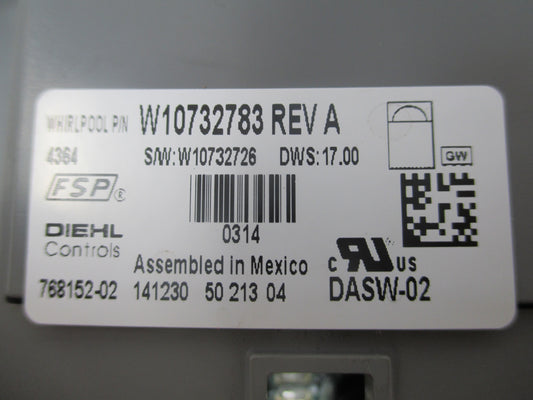 WHIRLPOOL P/N W10732783 REV A
4364 S/W: W10732726 DWS: 17.00
GW
FSP ®
DIEHL
Controls
0314
Assembled in Mexico
C RU US
768152-02 141230 50 213 04 DASW-02